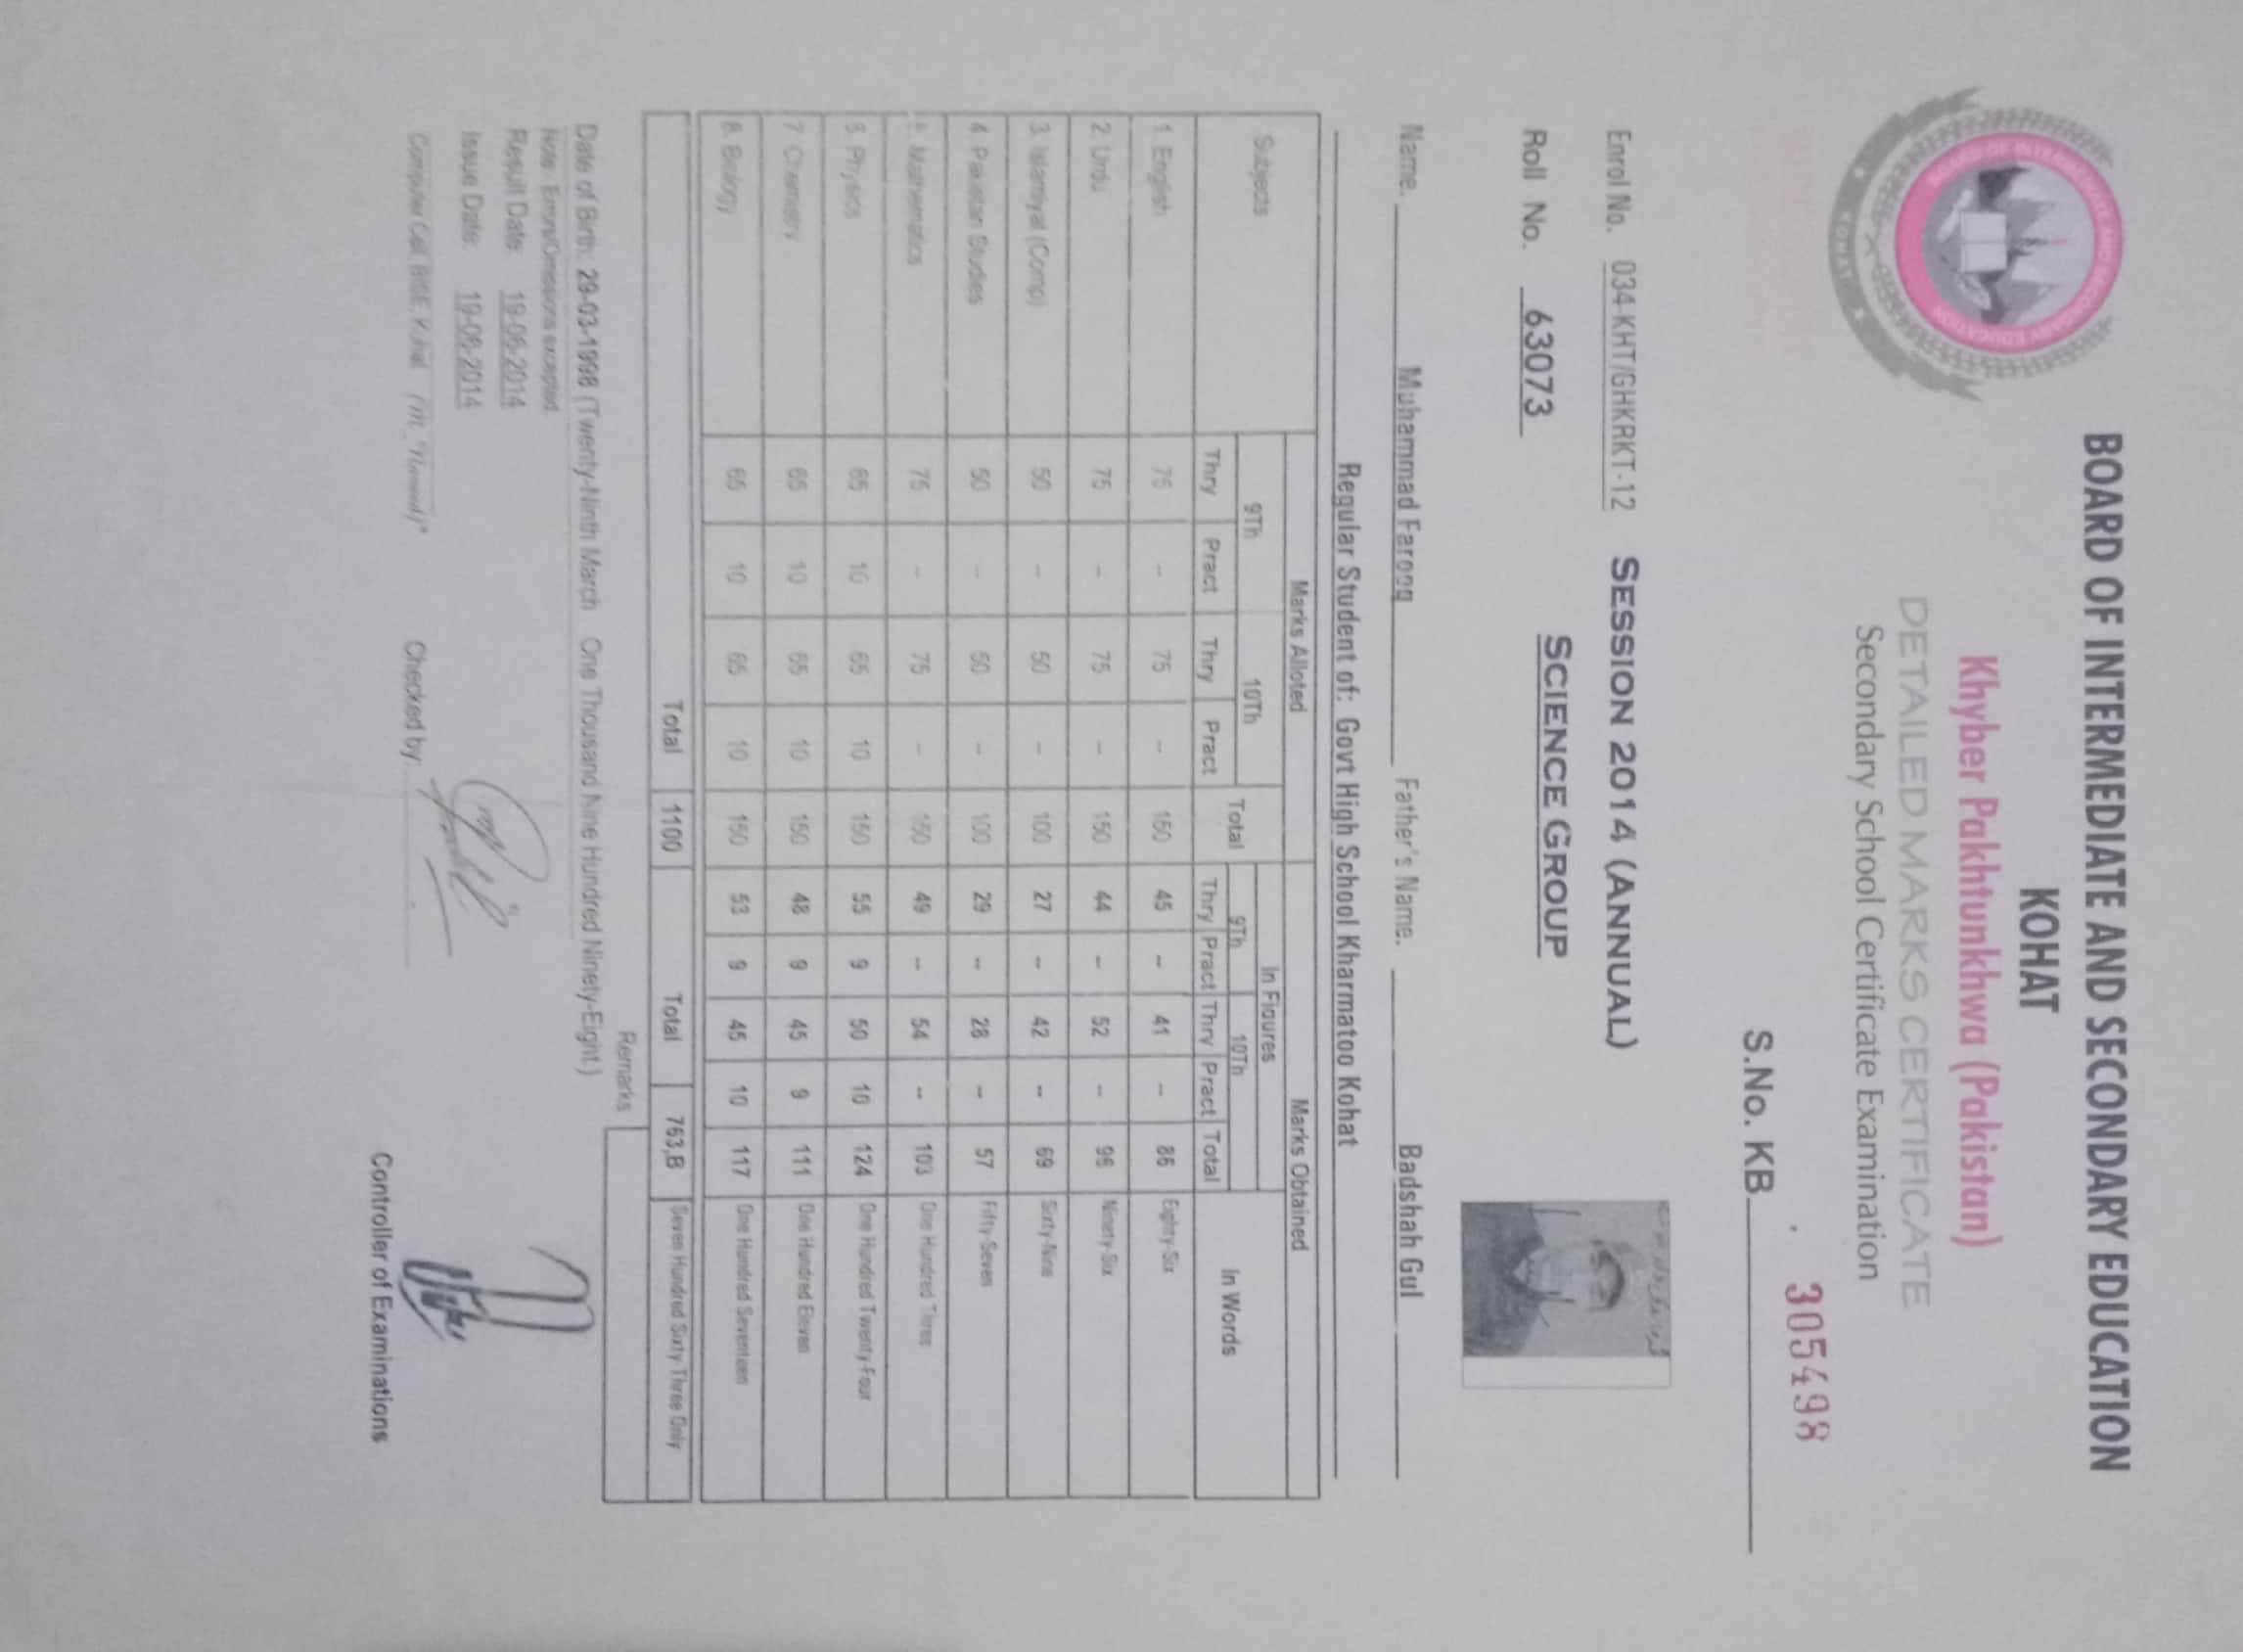 BOARD OF INTERMEDIATE AND SECONDARY EDUCATION
KOHAT
Khyber Pakhtunkhwa (Pakistan)
DETAILED MARKS CERTIFICATE
Secondary School Certificate Examination
KOHAT
305498
S.No. KB
Enrol No. 034-KHT/GHKRKT-12 SESSION 2014 (ANNUAL)
Roll No. 63073 SCIENCE GROUP
Name. Muhammad Farooq Father's Name. Badshah Gul
Regular Student of: Govt High School Kharmatoo Kohat
Subjects Marks Alloted Marks Obtained
9Th 10Th Total In Figures In Words
9Th 10Th
Thry Pract Thry Pract Thry Pract Thry Pract Total
1. English 75 -- 75 -- 150 45 -- 41 -- 86 Eighty-Six
2. Urdu 75 -- 75 -- 150 44 -- 52 -- 96 Ninety-Six
3. Islamiyat (Comp) 50 -- 50 -- 100 27 -- 42 -- 69 Sixty-Nine
4. Pakistan Studies 50 -- 50 -- 100 29 -- 28 -- 57 Fifty-Seven
Mathematics 75 -- 75 -- 150 49 -- 54 -- 103 One Hundred Three
6. Physics 65 10 65 10 150 55 9 50 10 124 One Hundred Twenty-Four
7. Chemistry 65 10 65 10 150 48 9 45 9 111 One Hundred Eleven
8. Biology 65 10 65 10 150 53 9 45 10 117 One Hundred Seventeen
Total 1100 Total 763,B Seven Hundred Sixty-Three Only
Remarks
Date of Birth: 29-03-1998 (Twenty-Ninth March One Thousand Nine Hundred Ninety-Eight.)
Note: Errors/Omissions excepted.
Result Date: 19-06-2014
Issue Date: 19-06-2014
Computer Cell, BISE, Kohat
Checked by:
Controller of Examinations